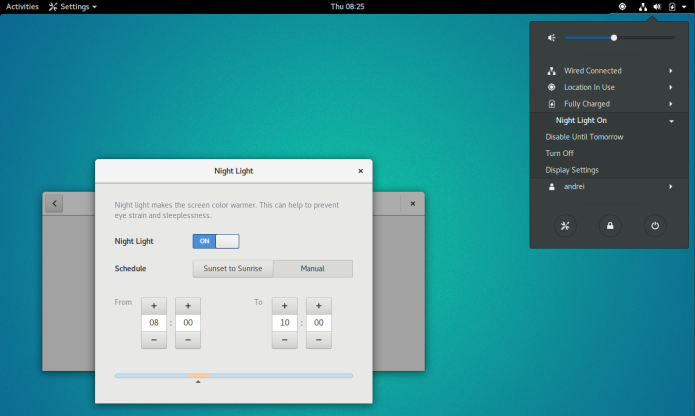 Activities Settings Thu 08:25
Wired Connected
Location In Use
Fully Charged
Night Light On
Disable Until Tomorrow
Turn Off
Display Settings
andrei
Night Light
Night light makes the screen color warmer. This can help to prevent
eye strain and sleeplessness.
Night Light ON
Schedule Sunset to Sunrise Manual
From To
+ + + +
08 : 00 10 : 00
− − − −